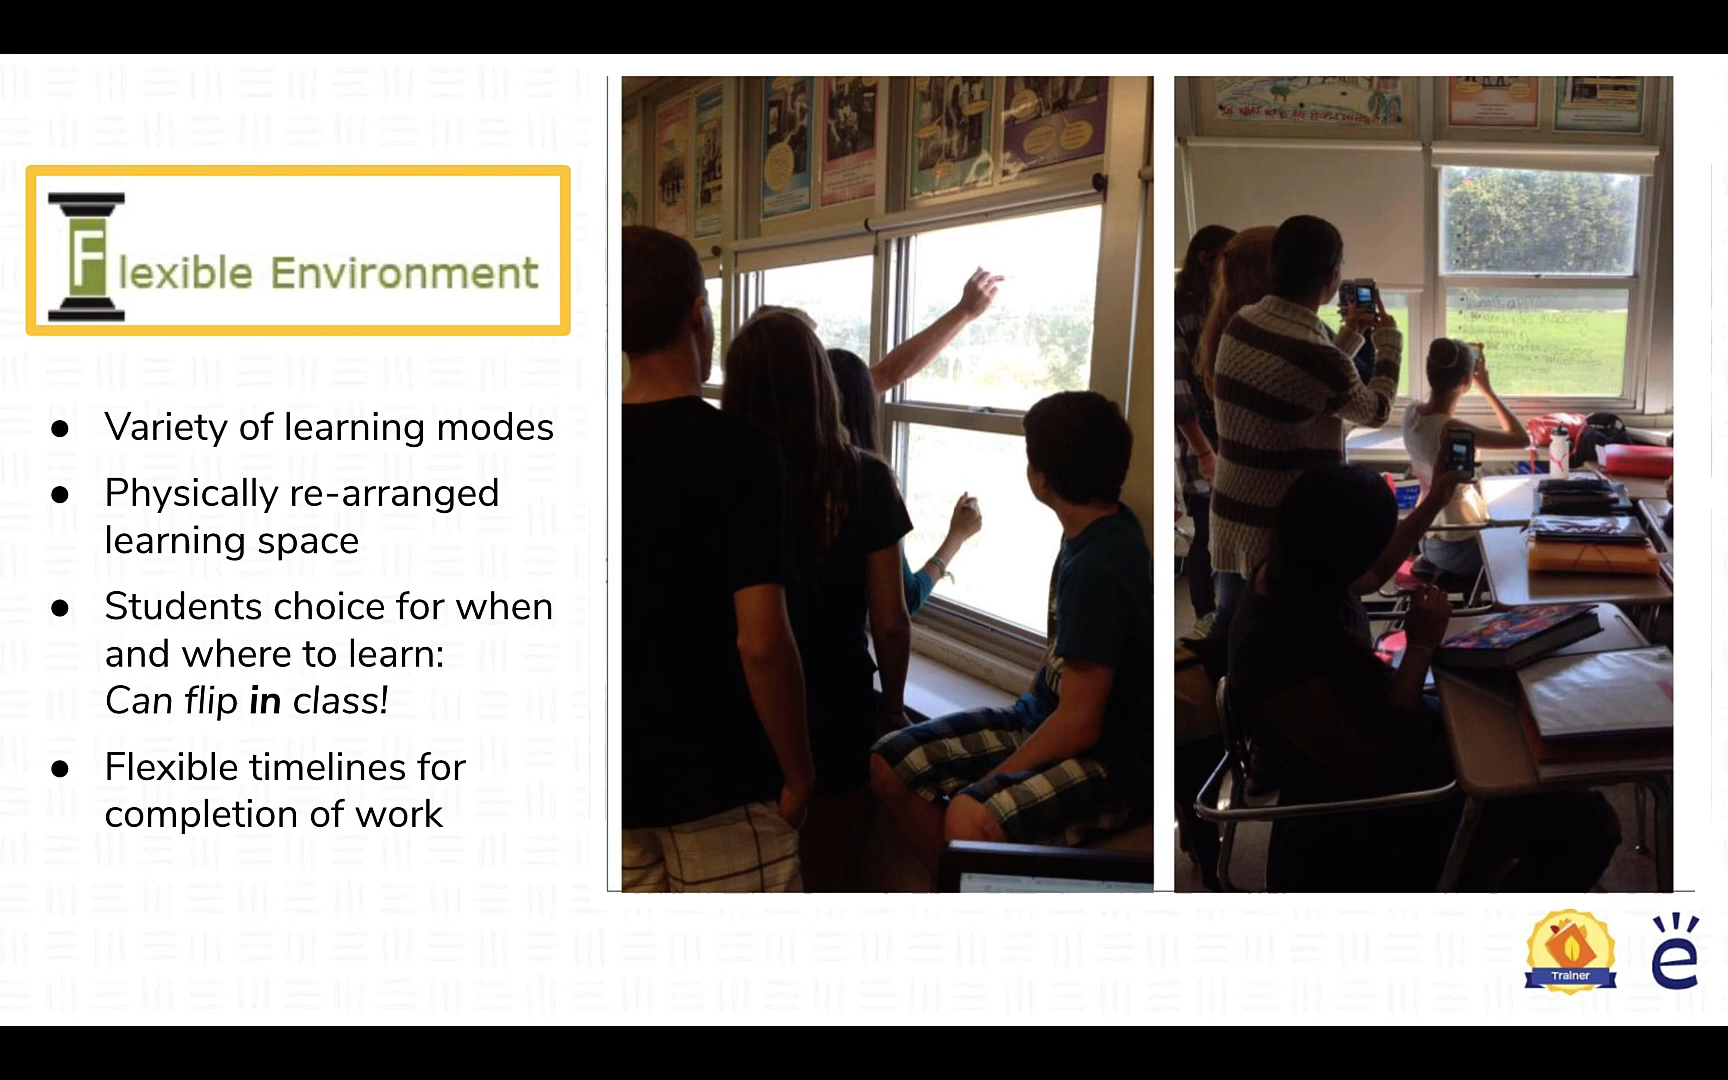 Flexible Environment
● Variety of learning modes
● Physically re-arranged
learning space
● Students choice for when
and where to learn:
Can flip in class!
● Flexible timelines for
completion of work
Trainer
ë